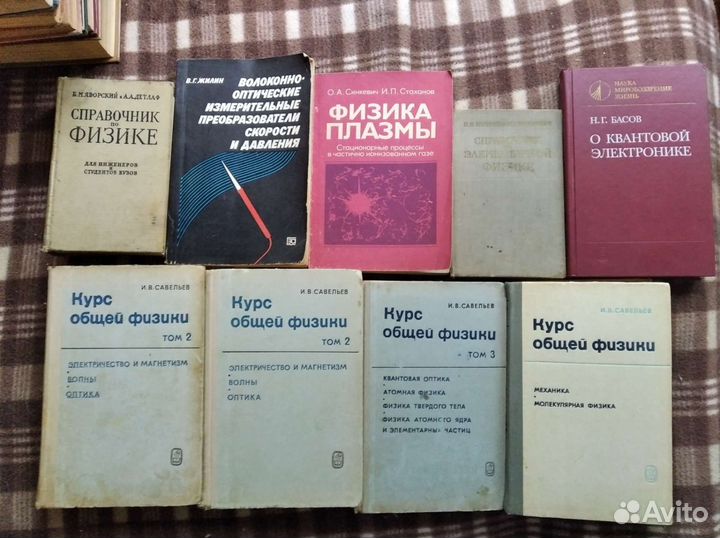 Б.М.ЯВОРСКИЙ и А.А.ДЕТЛАФ
СПРАВОЧНИК
по
ФИЗИКЕ
ДЛЯ ИНЖЕНЕРОВ
И
СТУДЕНТОВ ВУЗОВ
В.Г.ЖИЛИН
ВОЛОКОННО-
ОПТИЧЕСКИЕ
ИЗМЕРИТЕЛЬНЫЕ
ПРЕОБРАЗОВАТЕЛИ
СКОРОСТИ
И ДАВЛЕНИЯ
О.А.Синкевич И.П.Стаханов
ФИЗИКА
ПЛАЗМЫ
Стационарные процессы
в частично ионизованном газе
СПРАВОЧНИК
ПО
ЭЛЕМЕНТАРНОЙ
ФИЗИКЕ
НАУКА
МИРОВОЗЗРЕНИЕ
ЖИЗНЬ
Н.Г. БАСОВ
О КВАНТОВОЙ
ЭЛЕКТРОНИКЕ
И.В.САВЕЛЬЕВ
Курс
общей физики
ТОМ 2
ЭЛЕКТРИЧЕСТВО И МАГНЕТИЗМ
ВОЛНЫ
ОПТИКА
И.В.САВЕЛЬЕВ
Курс
общей физики
ТОМ 2
ЭЛЕКТРИЧЕСТВО И МАГНЕТИЗМ
ВОЛНЫ
ОПТИКА
И.В.САВЕЛЬЕВ
Курс
общей физики
ТОМ 3
КВАНТОВАЯ ОПТИКА
АТОМНАЯ ФИЗИКА
ФИЗИКА ТВЕРДОГО ТЕЛА
ФИЗИКА АТОМНОГО ЯДРА
И ЭЛЕМЕНТАРНЫХ ЧАСТИЦ
И.В.САВЕЛЬЕВ
Курс
общей физики
МЕХАНИКА
МОЛЕКУЛЯРНАЯ ФИЗИКА
Avito